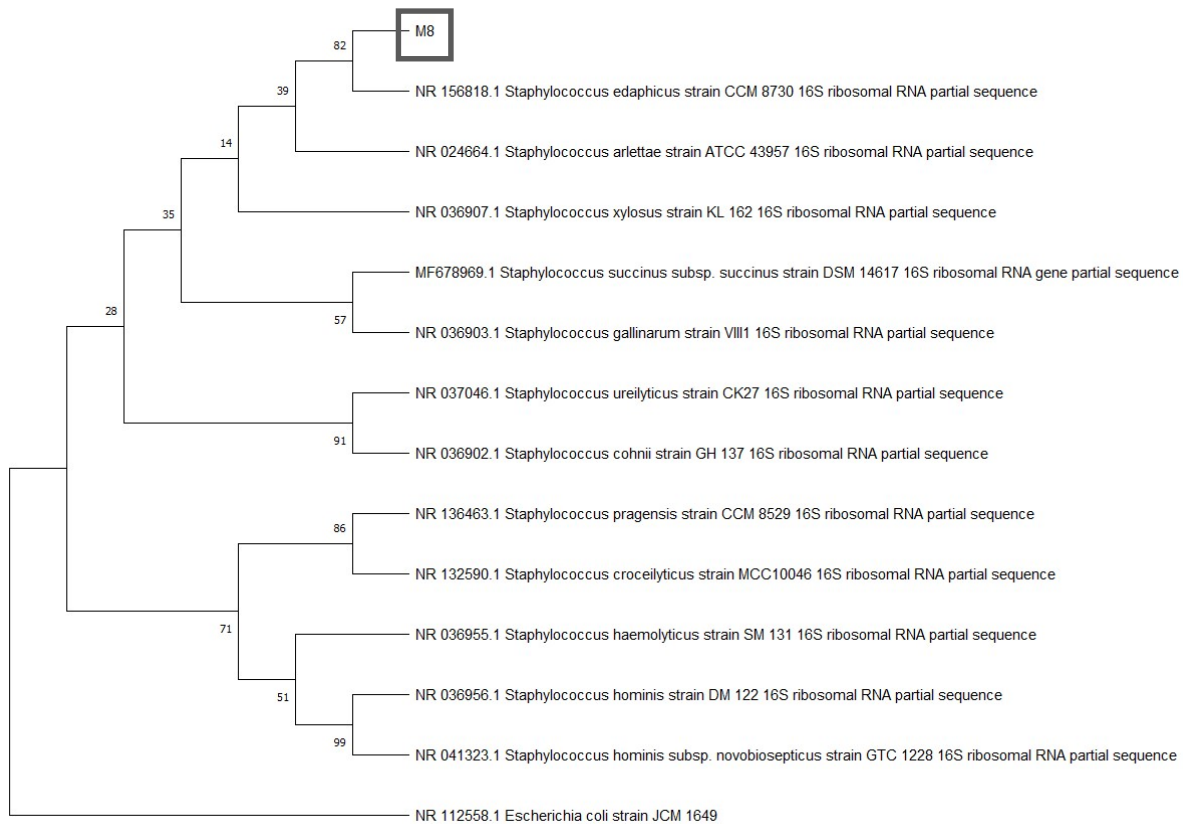 M8
82
NR 156818.1 Staphylococcus edaphicus strain CCM 8730 16S ribosomal RNA partial sequence
39
NR 024664.1 Staphylococcus arlettae strain ATCC 43957 16S ribosomal RNA partial sequence
14
NR 036907.1 Staphylococcus xylosus strain KL 162 16S ribosomal RNA partial sequence
35
MF678969.1 Staphylococcus succinus subsp. succinus strain DSM 14617 16S ribosomal RNA gene partial sequence
28
57
NR 036903.1 Staphylococcus gallinarum strain VIII1 16S ribosomal RNA partial sequence
NR 037046.1 Staphylococcus ureilyticus strain CK27 16S ribosomal RNA partial sequence
91
NR 036902.1 Staphylococcus cohnii strain GH 137 16S ribosomal RNA partial sequence
NR 136463.1 Staphylococcus pragensis strain CCM 8529 16S ribosomal RNA partial sequence
86
NR 132590.1 Staphylococcus croceilyticus strain MCC10046 16S ribosomal RNA partial sequence
71
NR 036955.1 Staphylococcus haemolyticus strain SM 131 16S ribosomal RNA partial sequence
51
NR 036956.1 Staphylococcus hominis strain DM 122 16S ribosomal RNA partial sequence
99
NR 041323.1 Staphylococcus hominis subsp. novobiosepticus strain GTC 1228 16S ribosomal RNA partial sequence
NR 112558.1 Escherichia coli strain JCM 1649